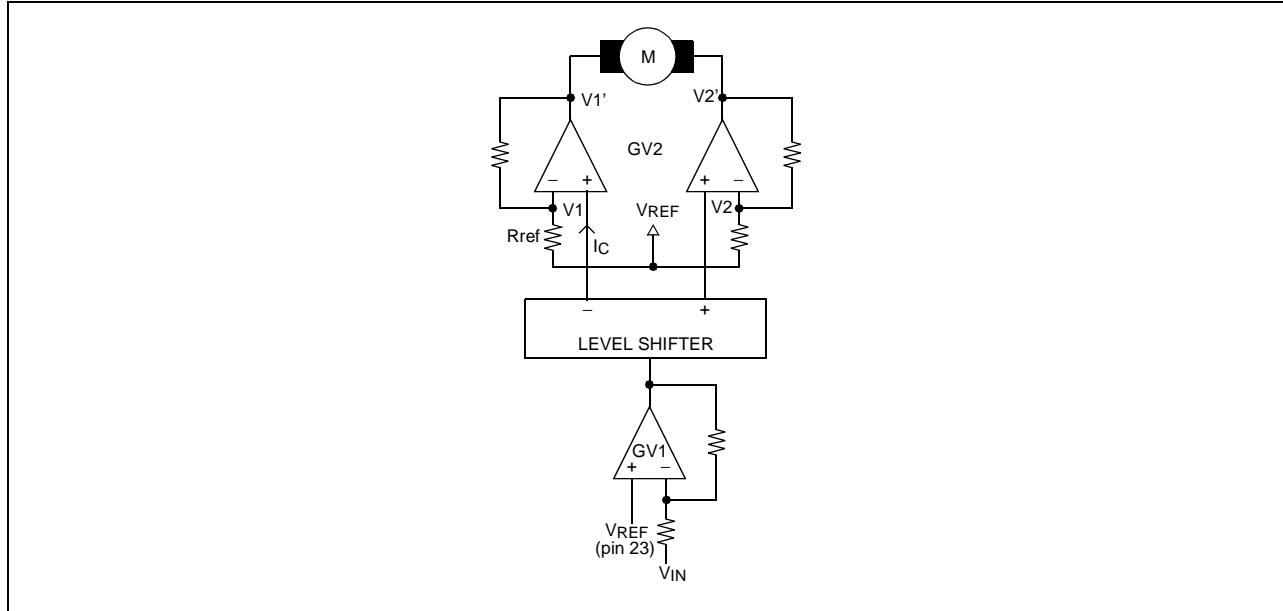 M
V1' V2'
GV2
− + + −
V1 VREF V2
Rref IC
− +
LEVEL SHIFTER
GV1
+ −
VREF
(pin 23)
VIN